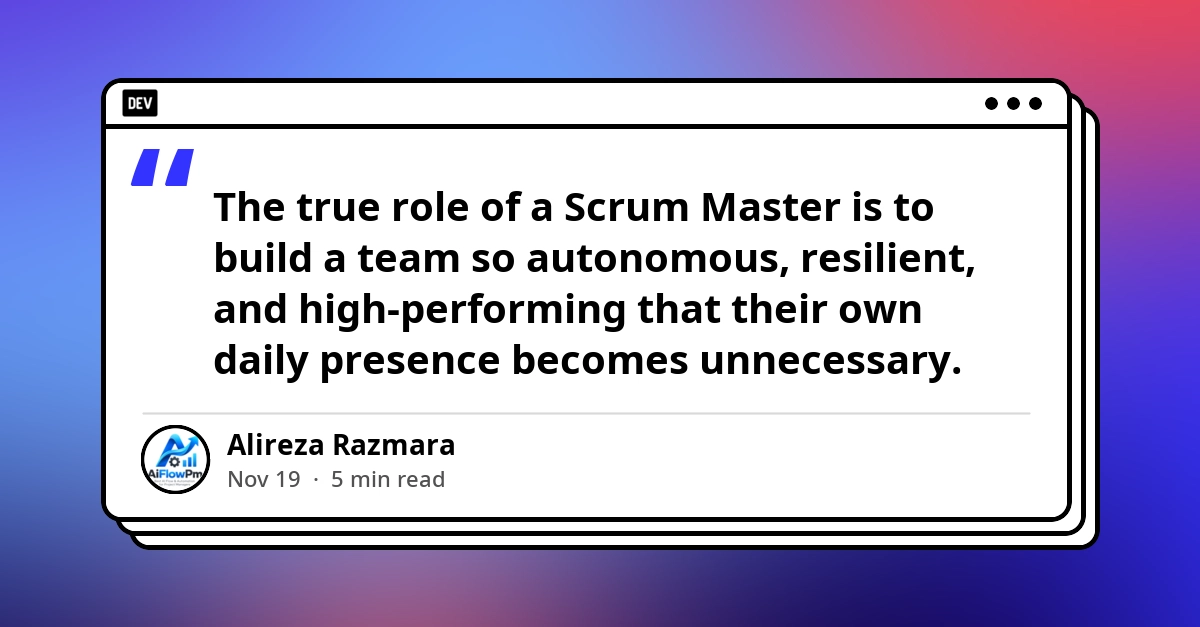 DEV
“
The true role of a Scrum Master is to
build a team so autonomous, resilient,
and high-performing that their own
daily presence becomes unnecessary.
Alireza Razmara
Nov 19 · 5 min read
AiFlowPm